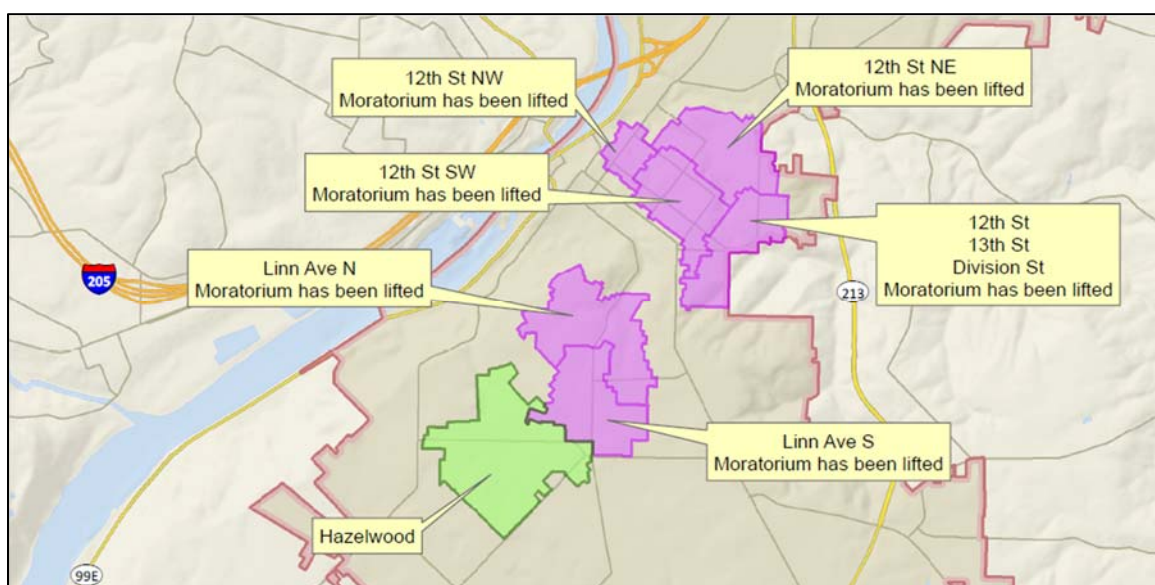 12th St NW
Moratorium has been lifted
12th St NE
Moratorium has been lifted
12th St SW
Moratorium has been lifted
12th St
13th St
Division St
Moratorium has been lifted
Linn Ave N
Moratorium has been lifted
205
213
Linn Ave S
Moratorium has been lifted
Hazelwood
99E